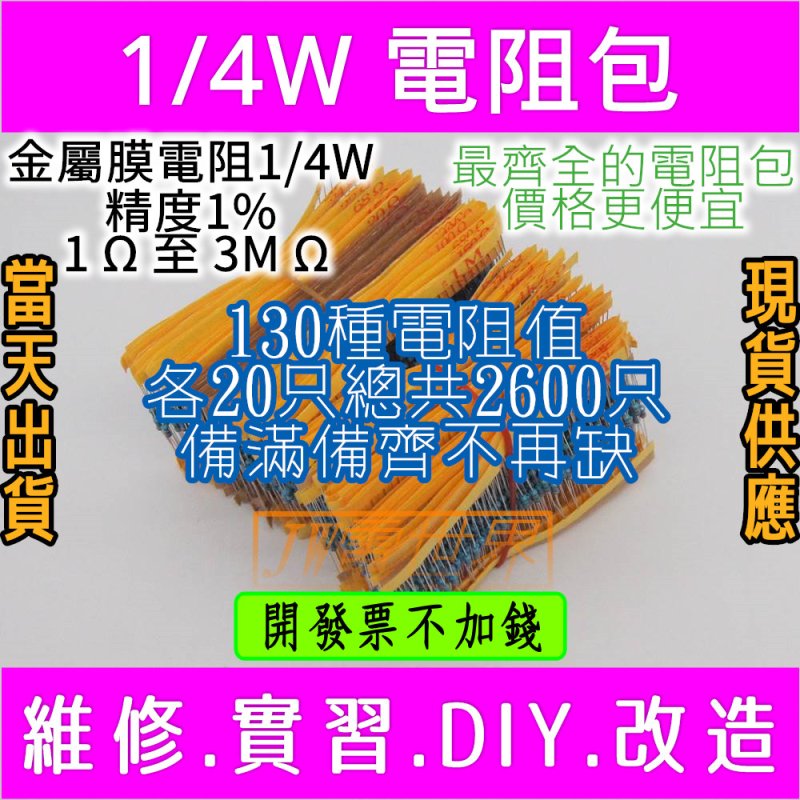 1/4W 電阻包
金屬膜電阻1/4W
精度1%
1 Ω 至 3M Ω
最齊全的電阻包
價格更便宜
當天出貨
現貨供應
130種電阻值
各20只總共2600只
備滿備齊不再缺
開發票不加錢
維修.實習.DIY.改造